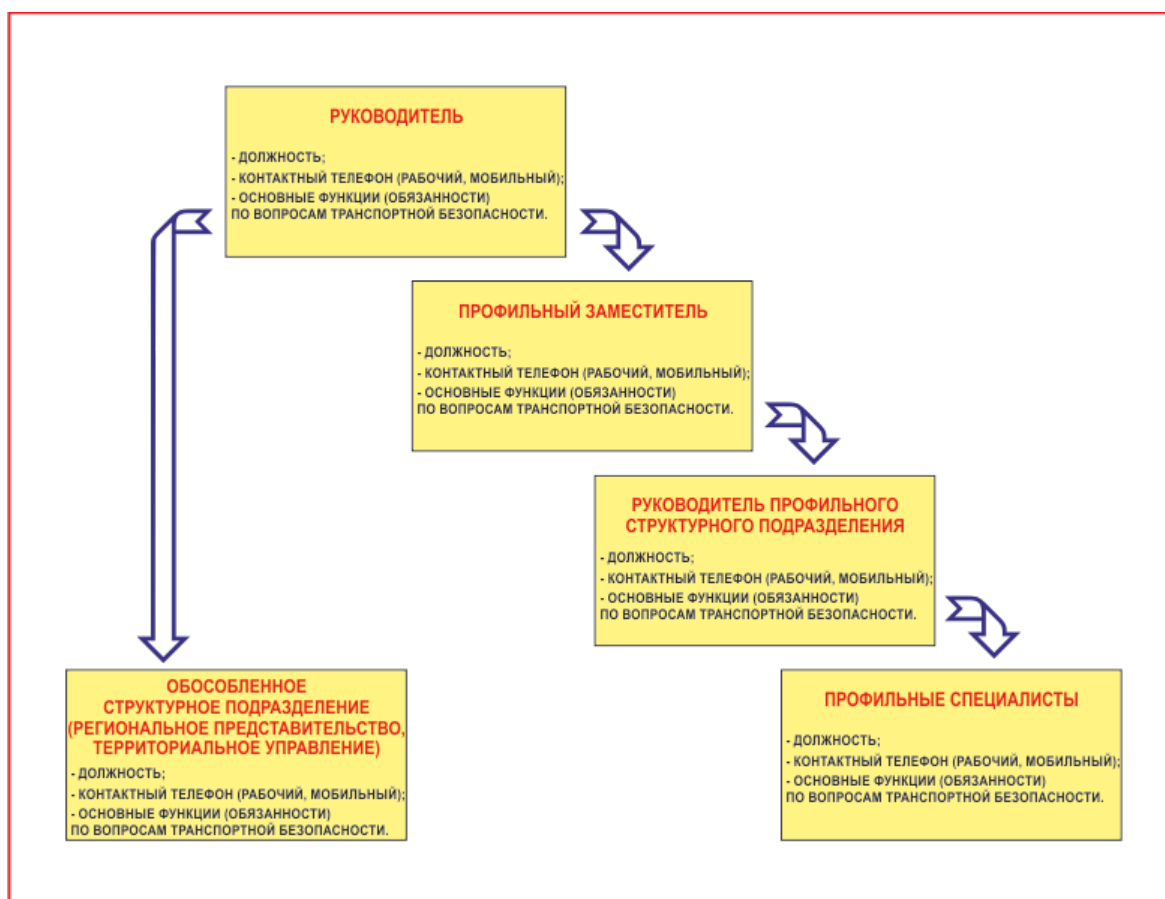 РУКОВОДИТЕЛЬ
- ДОЛЖНОСТЬ;
- КОНТАКТНЫЙ ТЕЛЕФОН (РАБОЧИЙ, МОБИЛЬНЫЙ);
- ОСНОВНЫЕ ФУНКЦИИ (ОБЯЗАННОСТИ)
ПО ВОПРОСАМ ТРАНСПОРТНОЙ БЕЗОПАСНОСТИ.
ПРОФИЛЬНЫЙ ЗАМЕСТИТЕЛЬ
- ДОЛЖНОСТЬ;
- КОНТАКТНЫЙ ТЕЛЕФОН (РАБОЧИЙ, МОБИЛЬНЫЙ);
- ОСНОВНЫЕ ФУНКЦИИ (ОБЯЗАННОСТИ)
ПО ВОПРОСАМ ТРАНСПОРТНОЙ БЕЗОПАСНОСТИ.
РУКОВОДИТЕЛЬ ПРОФИЛЬНОГО
СТРУКТУРНОГО ПОДРАЗДЕЛЕНИЯ
- ДОЛЖНОСТЬ;
- КОНТАКТНЫЙ ТЕЛЕФОН (РАБОЧИЙ, МОБИЛЬНЫЙ);
- ОСНОВНЫЕ ФУНКЦИИ (ОБЯЗАННОСТИ)
ПО ВОПРОСАМ ТРАНСПОРТНОЙ БЕЗОПАСНОСТИ.
ОБОСОБЛЕННОЕ
СТРУКТУРНОЕ ПОДРАЗДЕЛЕНИЕ
(РЕГИОНАЛЬНОЕ ПРЕДСТАВИТЕЛЬСТВО,
ТЕРРИТОРИАЛЬНОЕ УПРАВЛЕНИЕ)
- ДОЛЖНОСТЬ;
- КОНТАКТНЫЙ ТЕЛЕФОН (РАБОЧИЙ, МОБИЛЬНЫЙ);
- ОСНОВНЫЕ ФУНКЦИИ (ОБЯЗАННОСТИ)
ПО ВОПРОСАМ ТРАНСПОРТНОЙ БЕЗОПАСНОСТИ.
ПРОФИЛЬНЫЕ СПЕЦИАЛИСТЫ
- ДОЛЖНОСТЬ;
- КОНТАКТНЫЙ ТЕЛЕФОН (РАБОЧИЙ, МОБИЛЬНЫЙ);
- ОСНОВНЫЕ ФУНКЦИИ (ОБЯЗАННОСТИ)
ПО ВОПРОСАМ ТРАНСПОРТНОЙ БЕЗОПАСНОСТИ.